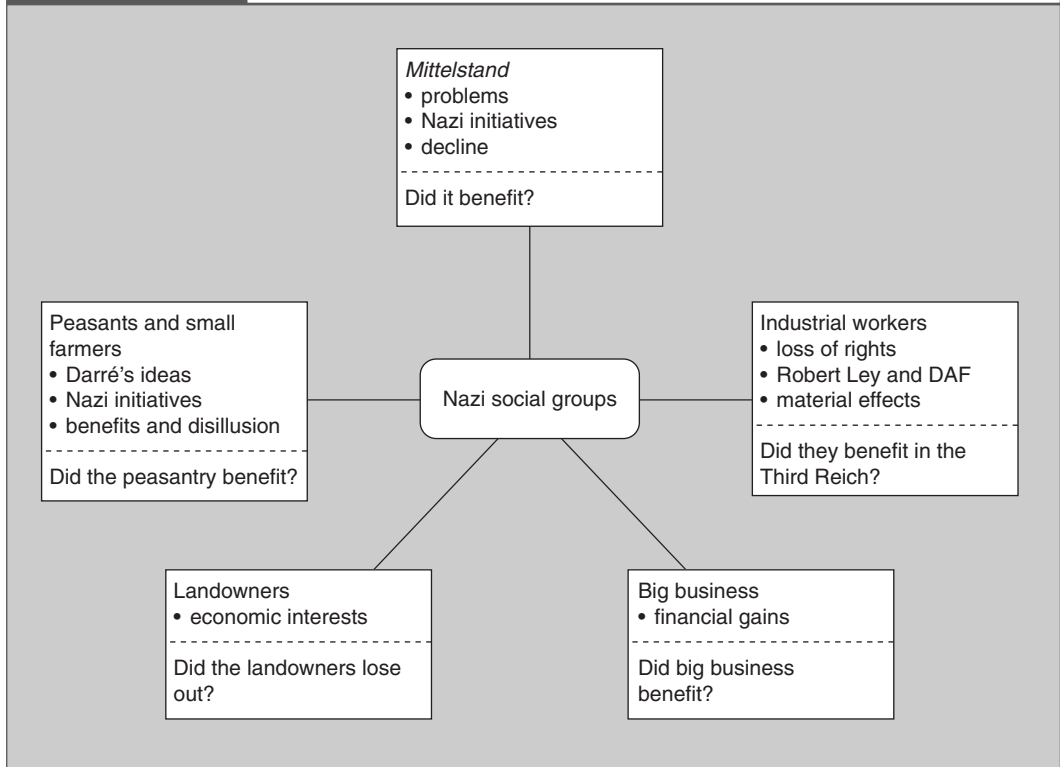 Mittelstand
• problems
• Nazi initiatives
• decline
Did it benefit?
Peasants and small
farmers
• Darré's ideas
• Nazi initiatives
• benefits and disillusion
Did the peasantry benefit?
Nazi social groups
Industrial workers
• loss of rights
• Robert Ley and DAF
• material effects
Did they benefit in the
Third Reich?
Landowners
• economic interests
Did the landowners lose
out?
Big business
• financial gains
Did big business
benefit?